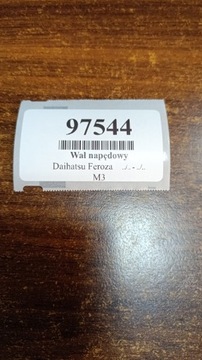 97544
Wał napędowy
Daihatsu Feroza
M3